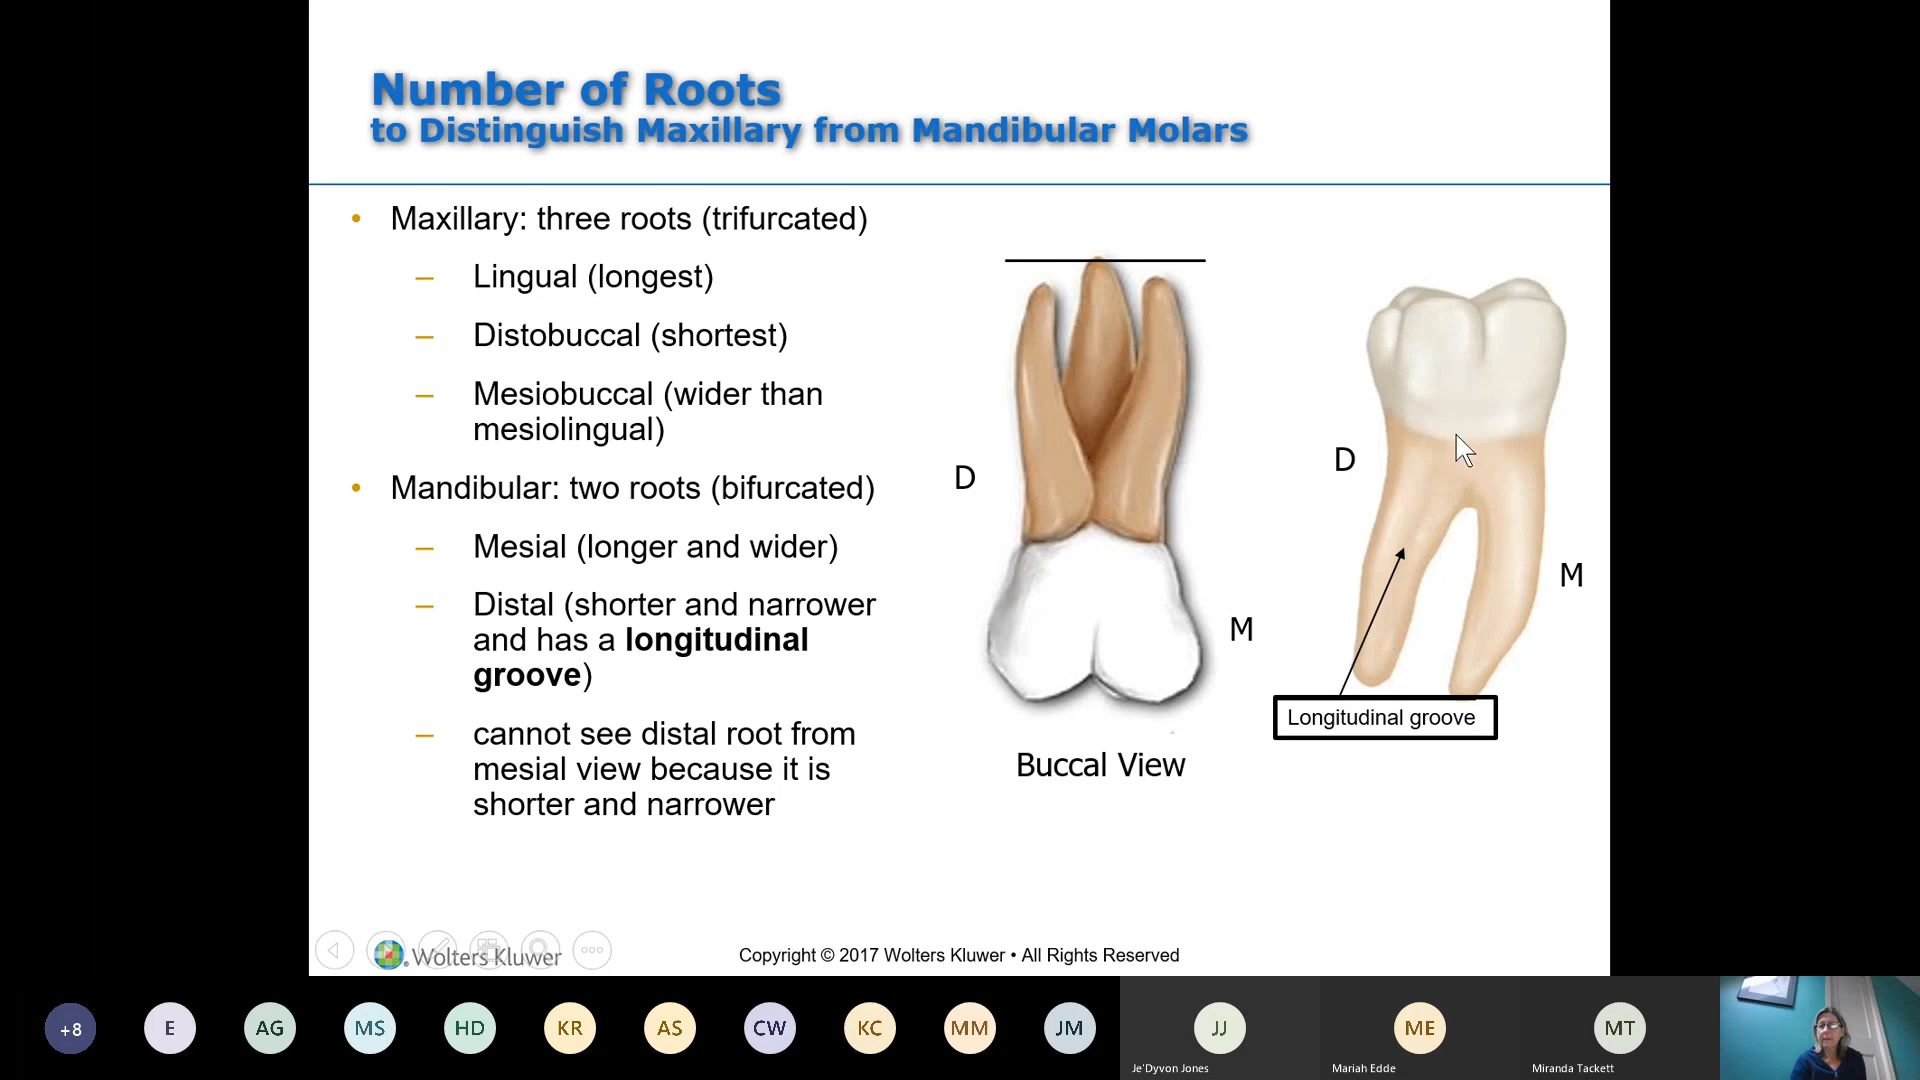 Number of Roots
to Distinguish Maxillary from Mandibular Molars
• Maxillary: three roots (trifurcated)
– Lingual (longest)
– Distobuccal (shortest)
– Mesiobuccal (wider than
mesiolingual)
• Mandibular: two roots (bifurcated)
– Mesial (longer and wider)
– Distal (shorter and narrower
and has a longitudinal
groove)
– cannot see distal root from
mesial view because it is
shorter and narrower
D
M
Buccal View
D
M
Longitudinal groove
Wolters Kluwer
Copyright © 2017 Wolters Kluwer • All Rights Reserved
+8
E
AG
MS
HD
KR
AS
CW
KC
MM
JM
JJ
ME
MT
Je'Dyvon Jones
Mariah Edde
Miranda Tackett